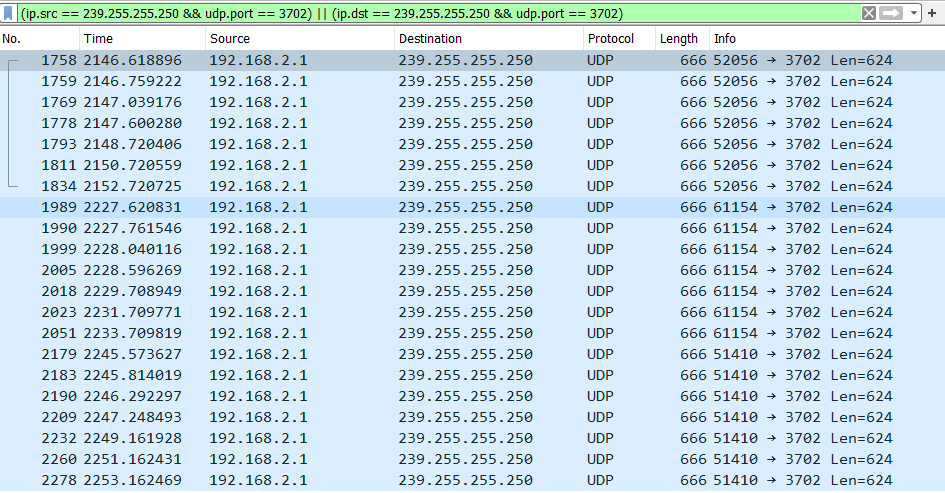 (ip.src == 239.255.255.250 && udp.port == 3702) || (ip.dst == 239.255.255.250 && udp.port == 3702)
No. Time Source Destination Protocol Length Info
1758 2146.618896 192.168.2.1 239.255.255.250 UDP 666 52056 → 3702 Len=624
1759 2146.759222 192.168.2.1 239.255.255.250 UDP 666 52056 → 3702 Len=624
1769 2147.039176 192.168.2.1 239.255.255.250 UDP 666 52056 → 3702 Len=624
1778 2147.600280 192.168.2.1 239.255.255.250 UDP 666 52056 → 3702 Len=624
1793 2148.720406 192.168.2.1 239.255.255.250 UDP 666 52056 → 3702 Len=624
1811 2150.720559 192.168.2.1 239.255.255.250 UDP 666 52056 → 3702 Len=624
1834 2152.720725 192.168.2.1 239.255.255.250 UDP 666 52056 → 3702 Len=624
1989 2227.620831 192.168.2.1 239.255.255.250 UDP 666 61154 → 3702 Len=624
1990 2227.761546 192.168.2.1 239.255.255.250 UDP 666 61154 → 3702 Len=624
1999 2228.040116 192.168.2.1 239.255.255.250 UDP 666 61154 → 3702 Len=624
2005 2228.596269 192.168.2.1 239.255.255.250 UDP 666 61154 → 3702 Len=624
2018 2229.708949 192.168.2.1 239.255.255.250 UDP 666 61154 → 3702 Len=624
2023 2231.709771 192.168.2.1 239.255.255.250 UDP 666 61154 → 3702 Len=624
2051 2233.709819 192.168.2.1 239.255.255.250 UDP 666 61154 → 3702 Len=624
2179 2245.573627 192.168.2.1 239.255.255.250 UDP 666 51410 → 3702 Len=624
2183 2245.814019 192.168.2.1 239.255.255.250 UDP 666 51410 → 3702 Len=624
2190 2246.292297 192.168.2.1 239.255.255.250 UDP 666 51410 → 3702 Len=624
2209 2247.248493 192.168.2.1 239.255.255.250 UDP 666 51410 → 3702 Len=624
2232 2249.161928 192.168.2.1 239.255.255.250 UDP 666 51410 → 3702 Len=624
2260 2251.162431 192.168.2.1 239.255.255.250 UDP 666 51410 → 3702 Len=624
2278 2253.162469 192.168.2.1 239.255.255.250 UDP 666 51410 → 3702 Len=624